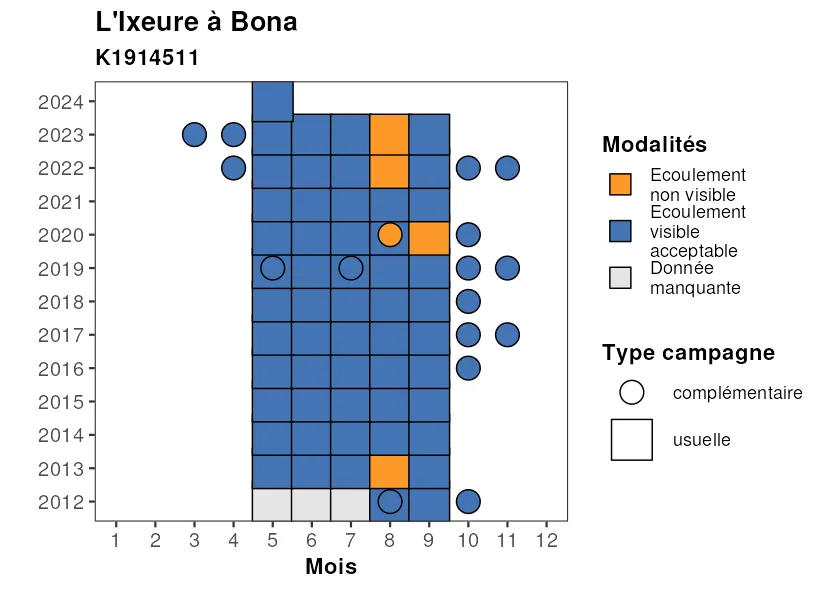 L'Ixeure à Bona
K1914511
2024
2023
2022
2021
2020
2019
2018
2017
2016
2015
2014
2013
2012
1 2 3 4 5 6 7 8 9 10 11 12
Mois
Modalités
Ecoulement
non visible
Ecoulement
visible
acceptable
Donnée
manquante
Type campagne
complémentaire
usuelle